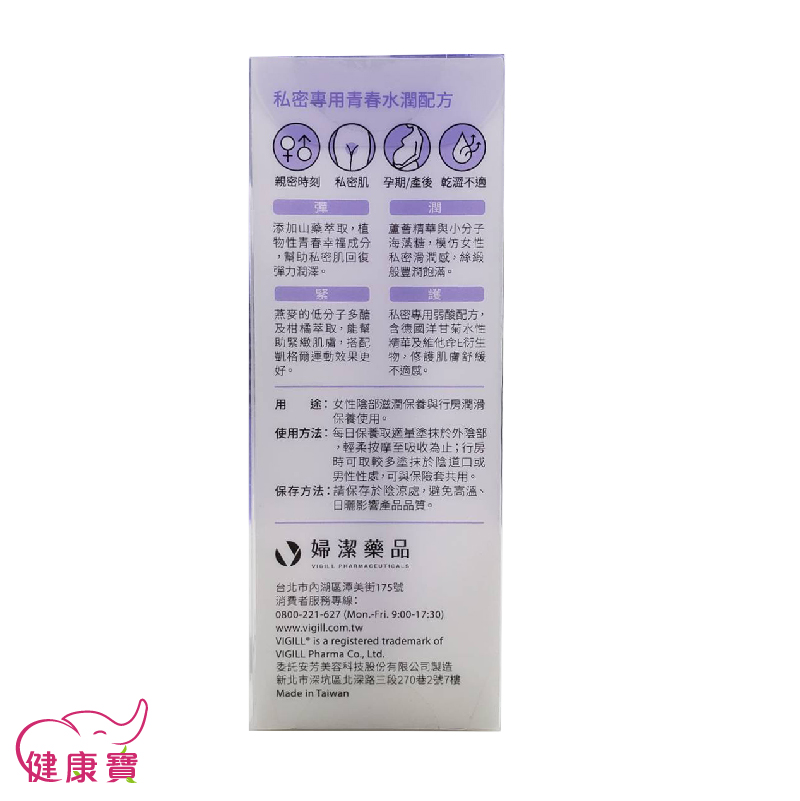 私密專用青春水潤配方
親密時刻 私密肌 孕期/產後 乾澀不適
彈
添加山藥萃取，植
物性青春幸福成分
，幫助私密肌回復
彈力潤澤。
潤
蘆薈精華與小分子
海藻糖，模仿女性
私密滑潤感，絲緞
般豐潤飽滿。
緊
燕麥的低分子多醣
及柑橘萃取，能幫
助緊緻肌膚，搭配
凱格爾運動效果更
好。
護
私密專用弱酸配方，
含德國洋甘菊水性
精華及維他命E衍生
物，修護肌膚舒緩
不適感。
用 途：女性陰部滋潤保養與行房潤滑
保養使用。
使用方法：每日保養取適量塗抹於外陰部
，輕柔按摩至吸收為止；行房
時可取較多塗抹於陰道口或
男性性處，可與保險套共用。
保存方法：請保存於陰涼處，避免高溫、
日曬影響產品品質。
婦潔藥品
VIGILL PHARMACEUTICALS
台北市內湖區潭美街175號
消費者服務專線：
0800-221-627 (Mon.-Fri. 9:00-17:30)
www.vigill.com.tw
VIGILL® is a registered trademark of
VIGILL Pharma Co., Ltd.
委託安芳美容科技股份有限公司製造
新北市深坑區北深路三段270巷2號7樓
Made in Taiwan
健康寶